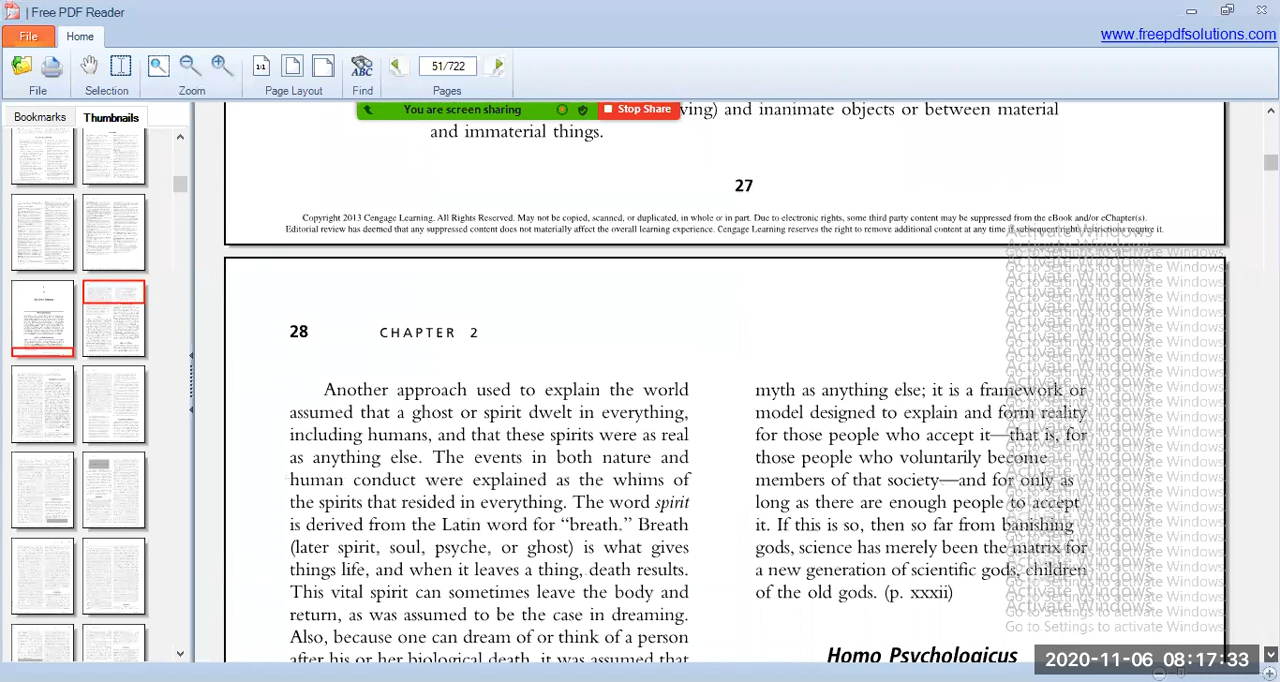 | Free PDF Reader
www.freepdfsolutions.com
File
Home
1:1
ABC
51/722
File
Selection
Zoom
Page Layout
Find
Pages
You are screen sharing
Stop Share
Bookmarks
Thumbnails
ving) and inanimate objects or between material
and immaterial things.
27
Copyright 2013 Cengage Learning. All Rights Reserved. May not be copied, scanned, or duplicated, in whole or in part. Due to electronic rights, some third party content may be suppressed from the eBook and/or eChapter(s).
Editorial review has deemed that any suppressed content does not materially affect the overall learning experience. Cengage Learning reserves the right to remove additional content at any time if subsequent rights restrictions require it.
28 CHAPTER 2
Another approach used to explain the world
assumed that a ghost or spirit dwelt in everything,
including humans, and that these spirits were as real
as anything else. The events in both nature and
human conduct were explained as the whims of
the spirits that resided in everything. The word spirit
is derived from the Latin word for “breath.” Breath
(later spirit, soul, psyche, or ghost) is what gives
things life, and when it leaves a thing, death results.
This vital spirit can sometimes leave the body and
return, as was assumed to be the case in dreaming.
Also, because one can dream of or think of a person
after his or her biological death, it was assumed that
myth as anything else; it is a framework or
model designed to explain and form reality
for those people who accept it—that is, for
those people who voluntarily become
members of that society—and for only as
long as there are enough people to accept
it. If this is so, then so far from banishing
gods, science has merely been the matrix for
a new generation of scientific gods, children
of the old gods. (p. xxxii)
Homo Psychologicus
Activate Windows
Go to Settings to activate Windows.
2020-11-06 08:17:33